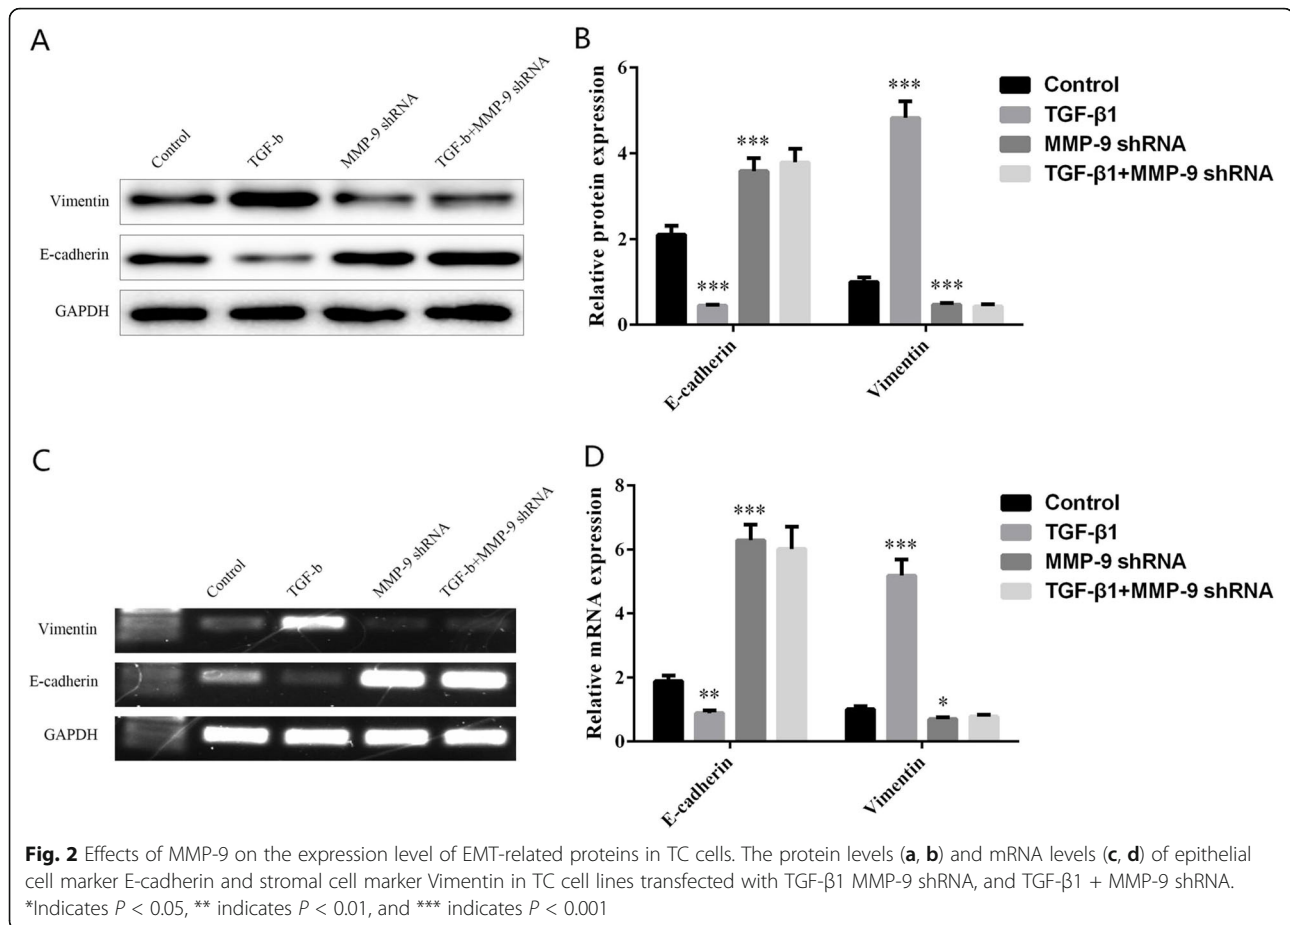 A
Control
TGF-b
MMP-9 shRNA
TGF-b+MMP-9 shRNA
Vimentin
E-cadherin
GAPDH
B
Relative protein expression
6
4
2
0
***
***
***
***
E-cadherin
Vimentin
Control
TGF-β1
MMP-9 shRNA
TGF-β1+MMP-9 shRNA
C
Control
TGF-b
MMP-9 shRNA
TGF-b+MMP-9 shRNA
Vimentin
E-cadherin
GAPDH
D
Relative mRNA expression
8
6
4
2
0
**
***
***
*
E-cadherin
Vimentin
Control
TGF-β1
MMP-9 shRNA
TGF-β1+MMP-9 shRNA
Fig. 2 Effects of MMP-9 on the expression level of EMT-related proteins in TC cells. The protein levels (a, b) and mRNA levels (c, d) of epithelial
cell marker E-cadherin and stromal cell marker Vimentin in TC cell lines transfected with TGF-β1 MMP-9 shRNA, and TGF-β1 + MMP-9 shRNA.
*Indicates P < 0.05, ** indicates P < 0.01, and *** indicates P < 0.001